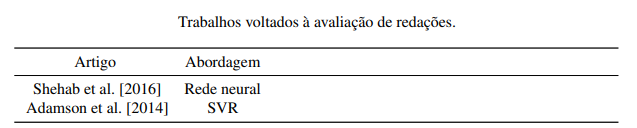 Trabalhos voltados à avaliação de redações.
Artigo Abordagem
Shehab et al. [2016] Rede neural
Adamson et al. [2014] SVR